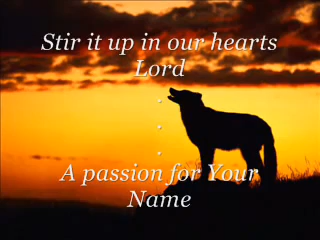 Stir it up in our hearts
Lord
.
.
.
A passion for Your
Name